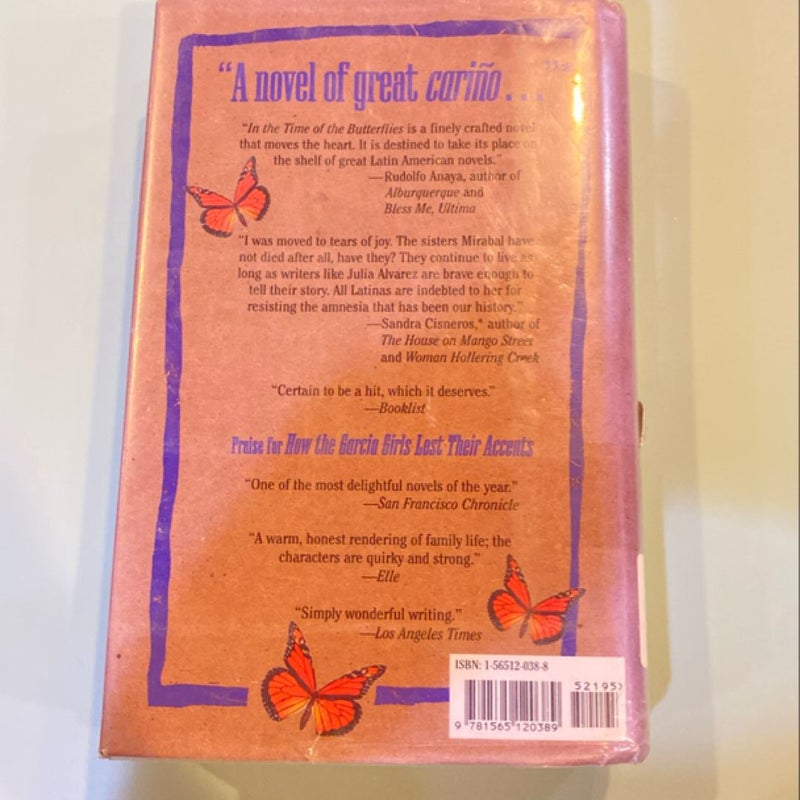 “A novel of great cariño . . .
“In the Time of the Butterflies is a finely crafted novel
that moves the heart. It is destined to take its place on
the shelf of great Latin American novels.”
—Rudolfo Anaya, author of
Alburquerque and
Bless Me, Ultima
“I was moved to tears of joy. The sisters Mirabal have
not died after all, have they? They continue to live as
long as writers like Julia Alvarez are brave enough to
tell their story. All Latinas are indebted to her for
resisting the amnesia that has been our history.”
—Sandra Cisneros,* author of
The House on Mango Street
and Woman Hollering Creek
“Certain to be a hit, which it deserves.”
—Booklist
Praise for How the Garcia Girls Lost Their Accents
“One of the most delightful novels of the year.”
—San Francisco Chronicle
“A warm, honest rendering of family life; the
characters are quirky and strong.”
—Elle
“Simply wonderful writing.”
—Los Angeles Times
ISBN: 1-56512-038-8
52195>
9 781565 120389